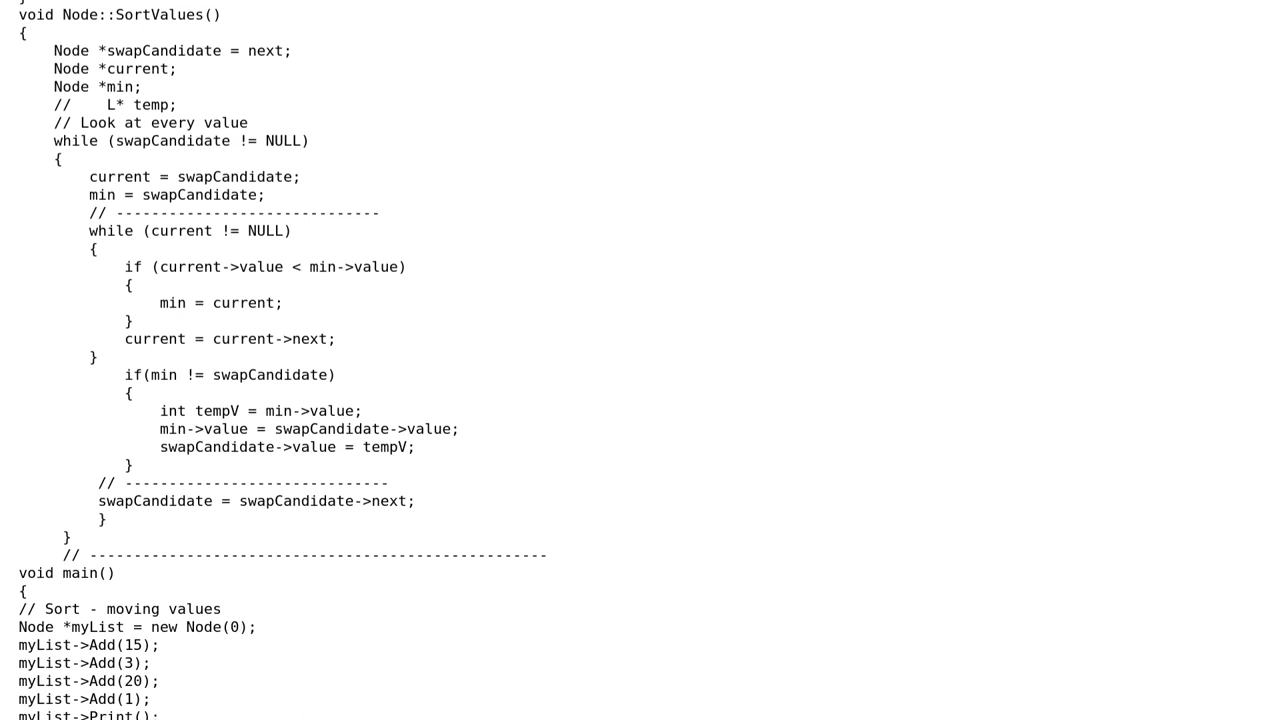 }
void Node::SortValues()
{
    Node *swapCandidate = next;
    Node *current;
    Node *min;
    //    L* temp;
    // Look at every value
    while (swapCandidate != NULL)
    {
        current = swapCandidate;
        min = swapCandidate;
        // ------------------------------
        while (current != NULL)
        {
            if (current->value < min->value)
            {
                min = current;
            }
            current = current->next;
        }
            if(min != swapCandidate)
            {
                int tempV = min->value;
                min->value = swapCandidate->value;
                swapCandidate->value = tempV;
            }
         // ------------------------------
         swapCandidate = swapCandidate->next;
         }
     }
     // ----------------------------------------------------
void main()
{
// Sort - moving values
Node *myList = new Node(0);
myList->Add(15);
myList->Add(3);
myList->Add(20);
myList->Add(1);
myList->Print();